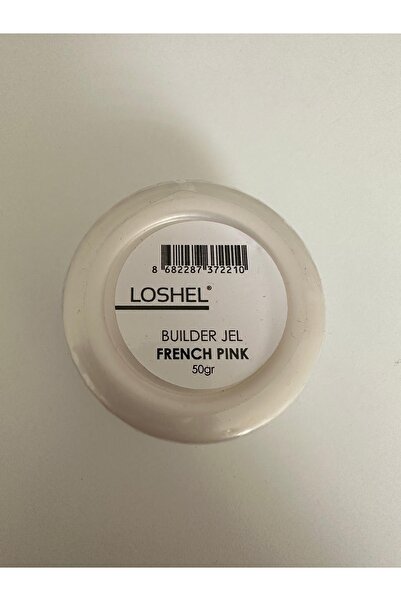 8 682287 372210
LOSHEL®
BUILDER JEL
FRENCH PINK
50gr